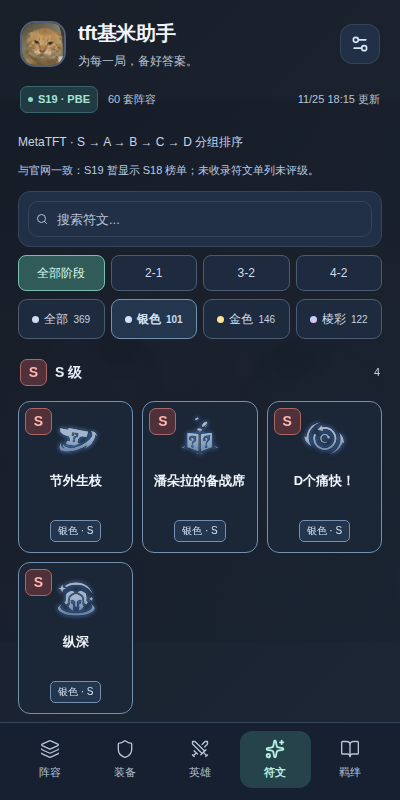 tft基米助手
为每一局，备好答案。
S19 · PBE
60 套阵容
11/25 18:15 更新
MetaTFT · S → A → B → C → D 分组排序
与官网一致：S19 暂显示 S18 榜单；未收录符文单列未评级。
搜索符文...
全部阶段
2-1
3-2
4-2
全部 369
银色 101
金色 146
棱彩 122
S
S 级
4
S
节外生枝
银色 · S
S
潘朵拉的备战席
银色 · S
S
D个痛快！
银色 · S
S
纵深
银色 · S
阵容
装备
英雄
符文
羁绊